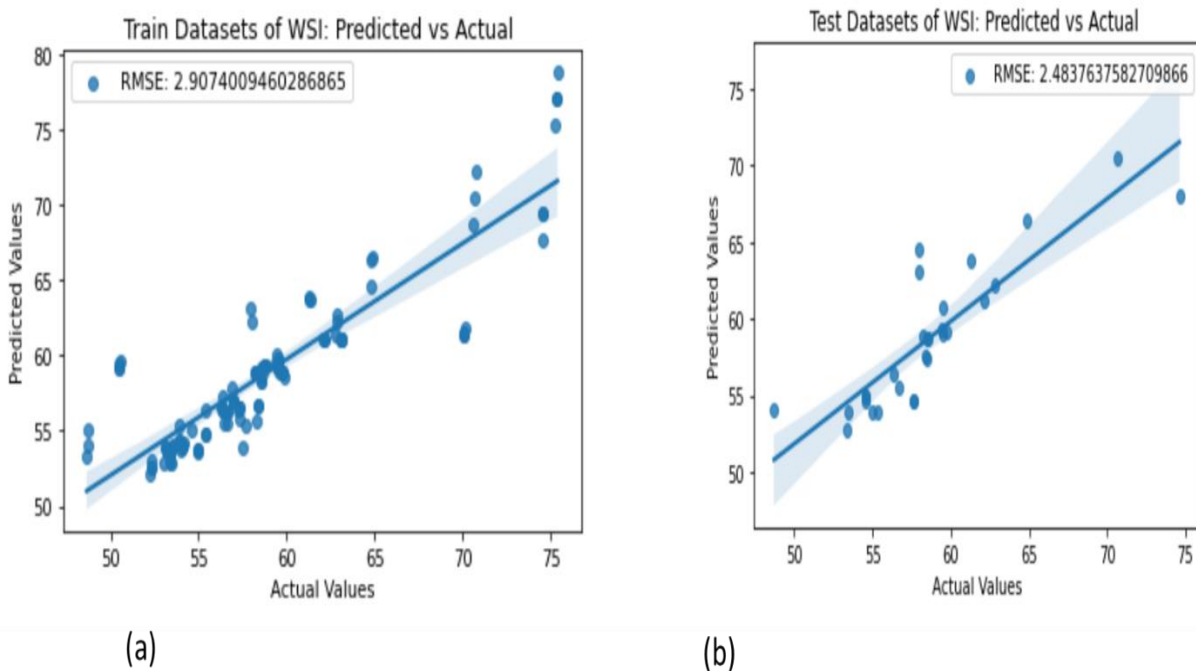 Train Datasets of WSI: Predicted vs Actual
RMSE: 2.9074009460286865
80
75
70
65
60
55
50
Predicted Values
50 55 60 65 70 75
Actual Values
(a)
Test Datasets of WSI: Predicted vs Actual
RMSE: 2.4837637582709866
75
70
65
60
55
50
Predicted Values
50 55 60 65 70 75
Actual Values
(b)